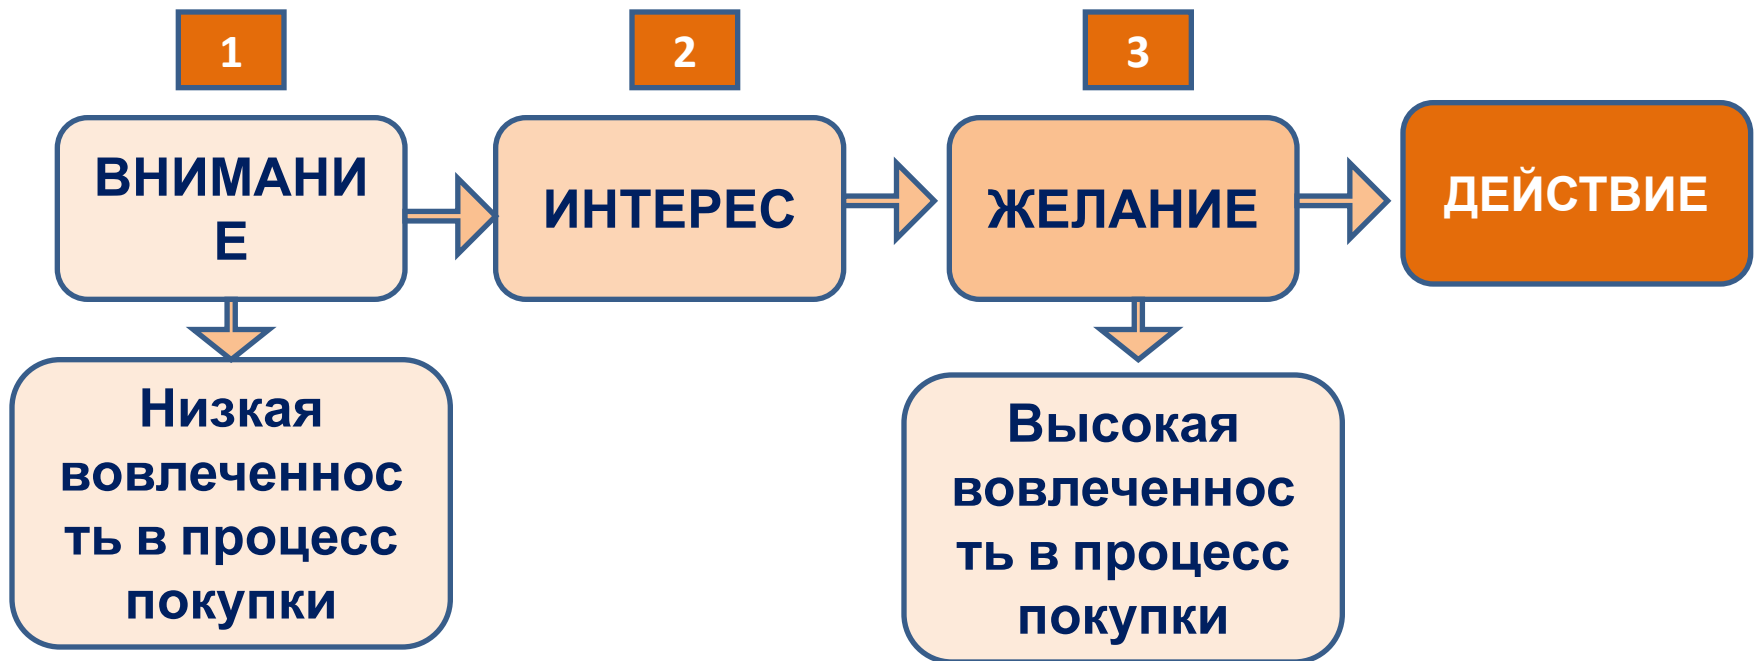 1
2
3
ВНИМАНИ
Е
ИНТЕРЕС
ЖЕЛАНИЕ
ДЕЙСТВИЕ
Низкая
вовлеченнос
ть в процесс
покупки
Высокая
вовлеченнос
ть в процесс
покупки